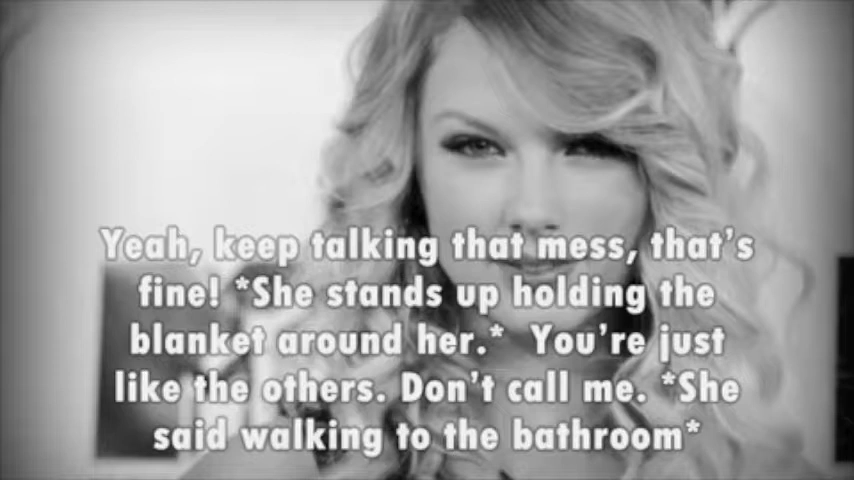 Yeah, keep talking that mess, that's
fine! *She stands up holding the
blanket around her.* You're just
like the others. Don't call me. *She
said walking to the bathroom*